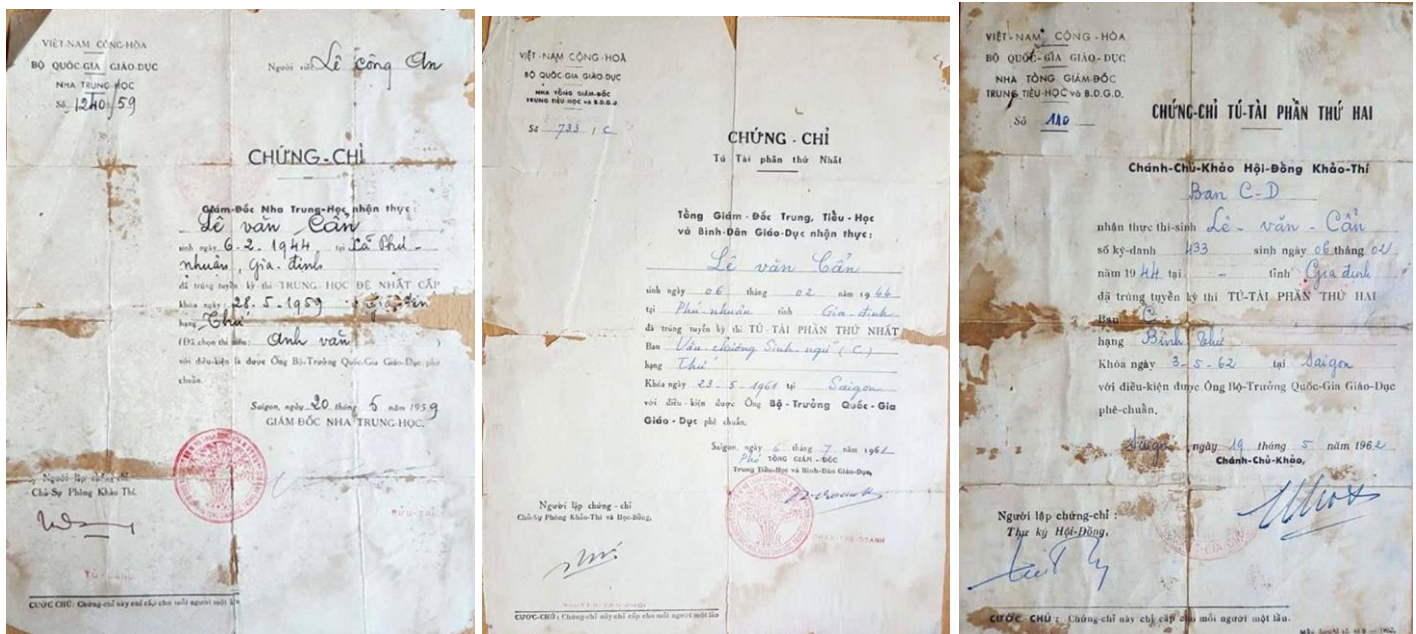 VIỆT-NAM CỘNG-HÒA
BỘ QUỐC-GIA GIÁO-DỤC
NHA TRUNG-HỌC
Số 1240/59
Người viết Lê công An
CHỨNG-CHỈ
Giám-Đốc Nha Trung-Học nhận thực:
Lê văn Cẩn
sinh ngày 6.2.1944 tại Xã Phú-
nhuận, Gia-định
đã trúng tuyển kỳ thi TRUNG-HỌC ĐỆ NHẤT CẤP
khóa ngày 28.5.1959
hạng Thứ
(Đã chọn thi Anh văn)
với điều-kiện là được Ông Bộ-Trưởng Quốc-Gia Giáo-Dục phê
chuẩn.
Saigon, ngày 20 tháng 6 năm 1959
GIÁM-ĐỐC NHA TRUNG-HỌC,
Người lập chứng-chỉ
Chủ-Sự Phòng Khảo Thí.
CƯỚC CHÚ: Chứng-chỉ này chỉ cấp cho mỗi người một lần
VIỆT-NAM CỘNG-HOÀ
BỘ QUỐC-GIA GIÁO-DỤC
NHA TỔNG GIÁM-ĐỐC
TRUNG TIỂU-HỌC và B.D.G.D.
Số 733 / C
CHỨNG-CHỈ
Tú Tài phần thứ Nhất
Tổng Giám-Đốc Trung, Tiểu-Học
và Bình-Dân Giáo-Dục nhận thực:
Lê văn Cẩn
sinh ngày 06 tháng 02 năm 1944
tại Phú-nhuận tỉnh Gia-định
đã trúng tuyển kỳ thi TÚ-TÀI PHẦN THỨ NHẤT
Ban Văn chương Sinh-ngữ (C)
hạng Thứ
Khóa ngày 23-5-1961 tại Saigon
với điều-kiện được Ông Bộ-Trưởng Quốc-Gia
Giáo-Dục phê chuẩn.
Saigon, ngày 6 tháng 7 năm 1961
Phó TỔNG GIÁM-ĐỐC
Trung Tiểu-Học và Bình-Dân Giáo-Dục,
Người lập chứng-chỉ
Chủ-Sự Phòng Khảo-Thí và Học-Bổng,
CƯỚC-CHÚ: Chứng-chỉ này chỉ cấp cho mỗi người một lần
VIỆT-NAM CỘNG-HÒA
BỘ QUỐC-GIA GIÁO-DỤC
NHA TỔNG GIÁM-ĐỐC
TRUNG TIỂU-HỌC và B.D.G.D.
Số 110
CHỨNG-CHỈ TÚ-TÀI PHẦN THỨ HAI
Chánh-Chủ-Khảo Hội-Đồng Khảo-Thí
Ban C-D
nhận thực thí-sinh Lê-văn-Cẩn
số ký-danh 433 sinh ngày 06 tháng 02
năm 1944 tại - tỉnh Gia định
đã trúng tuyển kỳ thi TÚ-TÀI PHẦN THỨ HAI
Ban C
hạng Bình Thứ
Khóa ngày 3-5-62 tại Saigon
với điều-kiện được Ông Bộ-Trưởng Quốc-Gia Giáo-Dục
phê-chuẩn.
Saigon, ngày 19 tháng 5 năm 1962
Chánh-Chủ-Khảo,
Người lập chứng-chỉ:
Thư ký Hội-Đồng,
CƯỚC CHÚ: Chứng-chỉ này chỉ cấp cho mỗi người một lần.